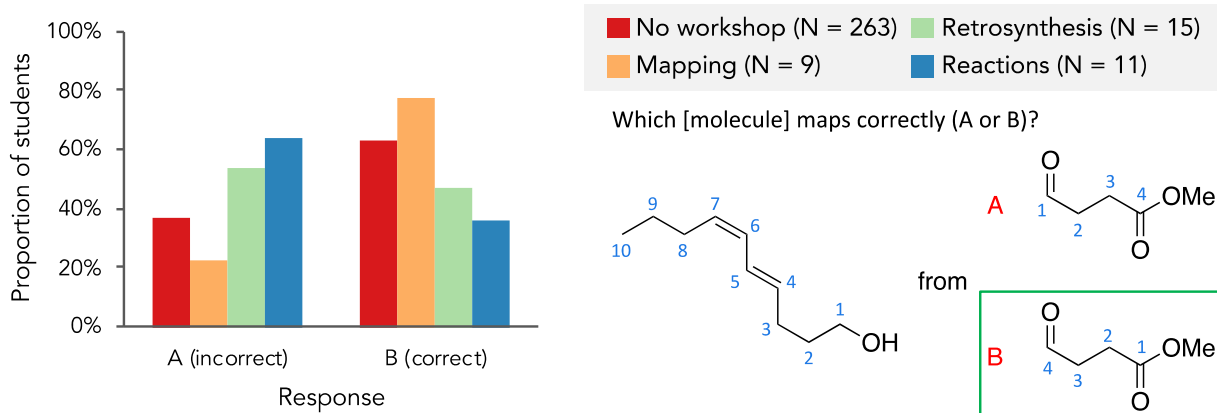 100%
80%
60%
40%
20%
0%
Proportion of students
A (incorrect)
B (correct)
Response
No workshop (N = 263)
Retrosynthesis (N = 15)
Mapping (N = 9)
Reactions (N = 11)
Which [molecule] maps correctly (A or B)?
9
7
10
8
6
5
4
3
1
2
OH
from
A
O
1
2
3
4
OMe
O
B
O
4
3
2
1
OMe
O